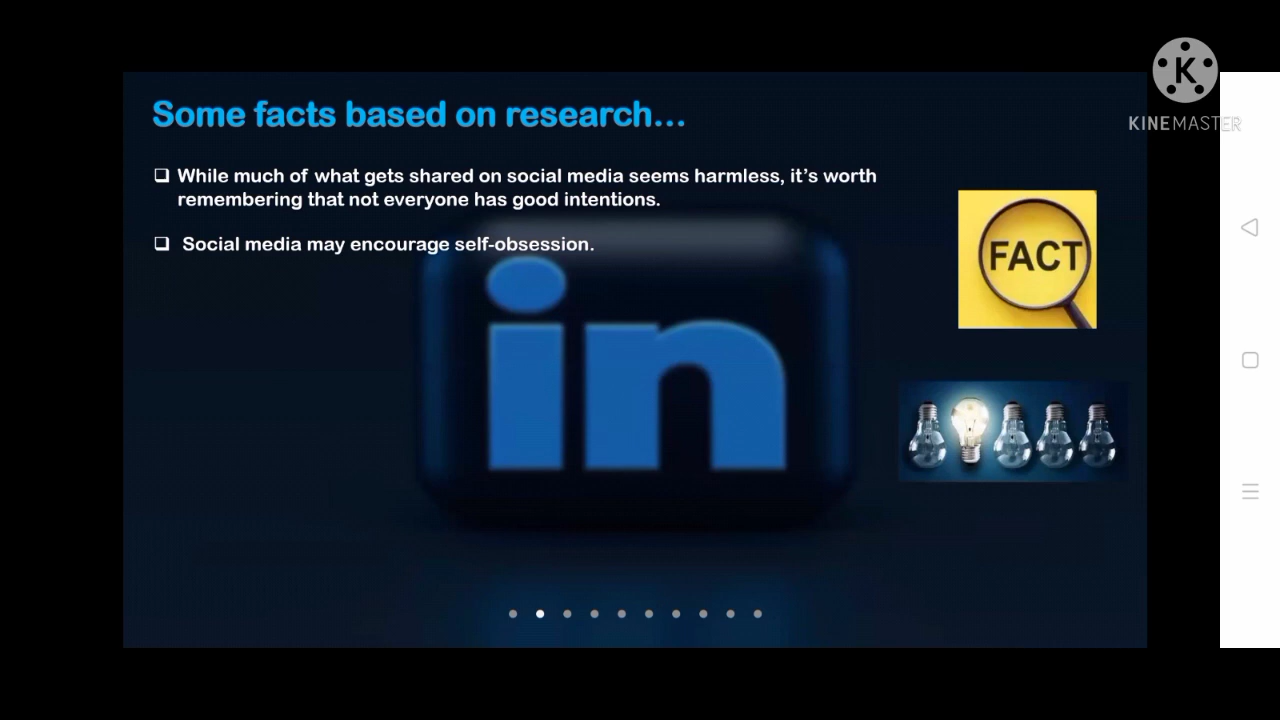 Some facts based on research...
❑ While much of what gets shared on social media seems harmless, it's worth
remembering that not everyone has good intentions.
❑ Social media may encourage self-obsession.
FACT
in
K
KINEMASTER